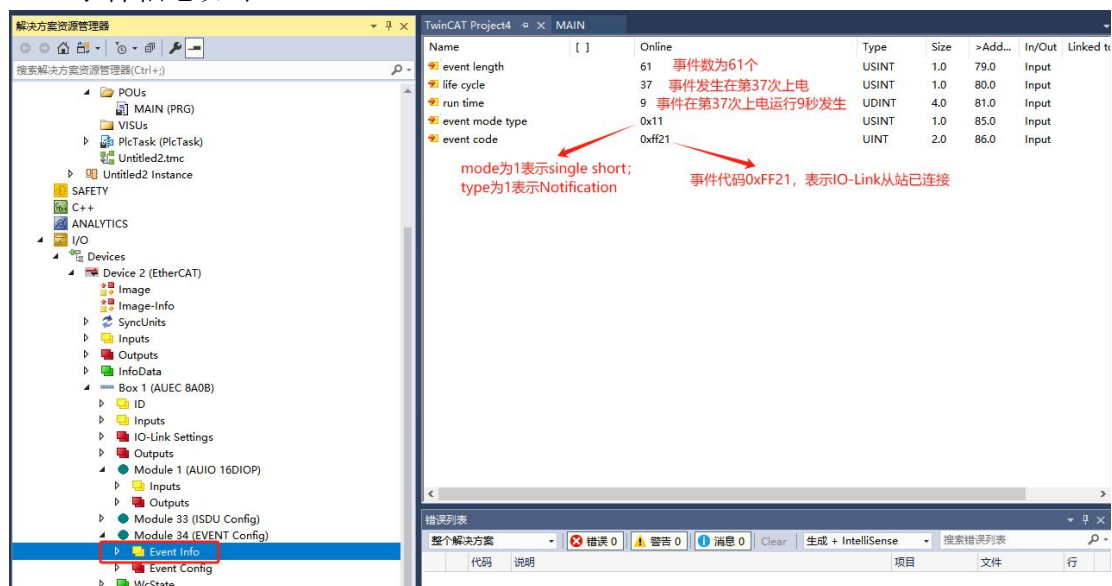 解决方案资源管理器
搜索解决方案资源管理器(Ctrl+;)
POUs
MAIN (PRG)
VISUs
PlcTask (PlcTask)
Untitled2.tmc
Untitled2 Instance
SAFETY
C++
ANALYTICS
I/O
Devices
Device 2 (EtherCAT)
Image
Image-Info
SyncUnits
Inputs
Outputs
InfoData
Box 1 (AUEC 8A0B)
ID
Inputs
IO-Link Settings
Outputs
Module 1 (AUIO 16DIOP)
Inputs
Outputs
Module 33 (ISDU Config)
Module 34 (EVENT Config)
Event Info
Event Config
WcState
TwinCAT Project4 MAIN
Name [ ] Online Type Size >Add... In/Out Linked to
event length 61 事件数为61个 USINT 1.0 79.0 Input
life cycle 37 事件发生在第37次上电 USINT 1.0 80.0 Input
run time 9 事件在第37次上电运行9秒发生 UDINT 4.0 81.0 Input
event mode type 0x11 USINT 1.0 85.0 Input
event code 0xff21 UINT 2.0 86.0 Input
mode为1表示single short;
type为1表示Notification
事件代码0xFF21，表示IO-Link从站已连接
错误列表
整个解决方案 错误 0 警告 0 消息 0 Clear 生成 + IntelliSense 搜索错误列表
代码 说明 项目 文件 行